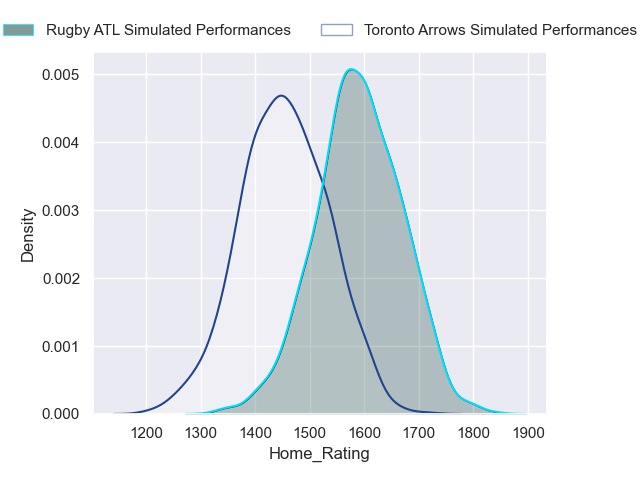 Rugby ATL Simulated Performances Toronto Arrows Simulated Performances
0.005
0.004
0.003
0.002
0.001
0.000
Density
1200 1300 1400 1500 1600 1700 1800 1900
Home_Rating